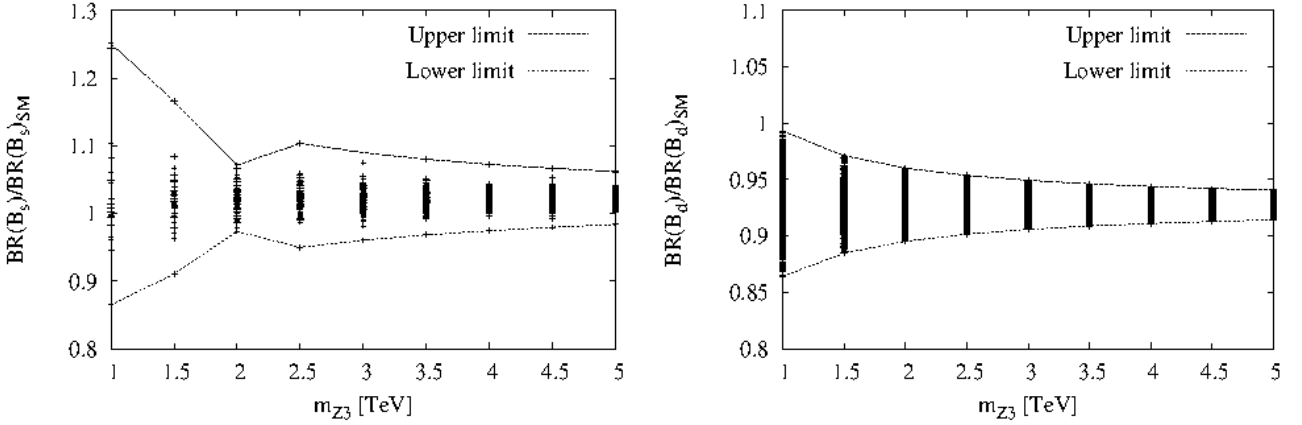 1.3
1.2
1.1
1
0.9
0.8
BR(B_s)/BR(B_s)_SM
Upper limit
Lower limit
1 1.5 2 2.5 3 3.5 4 4.5 5
m_Z3 [TeV]
1.1
1.05
1
0.95
0.9
0.85
0.8
BR(B_d)/BR(B_d)_SM
Upper limit
Lower limit
1 1.5 2 2.5 3 3.5 4 4.5 5
m_Z3 [TeV]